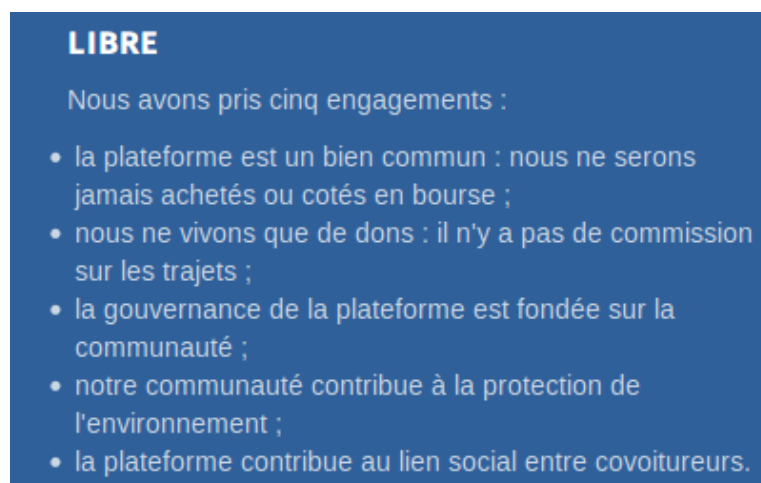 LIBRE
Nous avons pris cinq engagements :
• la plateforme est un bien commun : nous ne serons
jamais achetés ou cotés en bourse ;
• nous ne vivons que de dons : il n'y a pas de commission
sur les trajets ;
• la gouvernance de la plateforme est fondée sur la
communauté ;
• notre communauté contribue à la protection de
l'environnement ;
• la plateforme contribue au lien social entre covoitureurs.